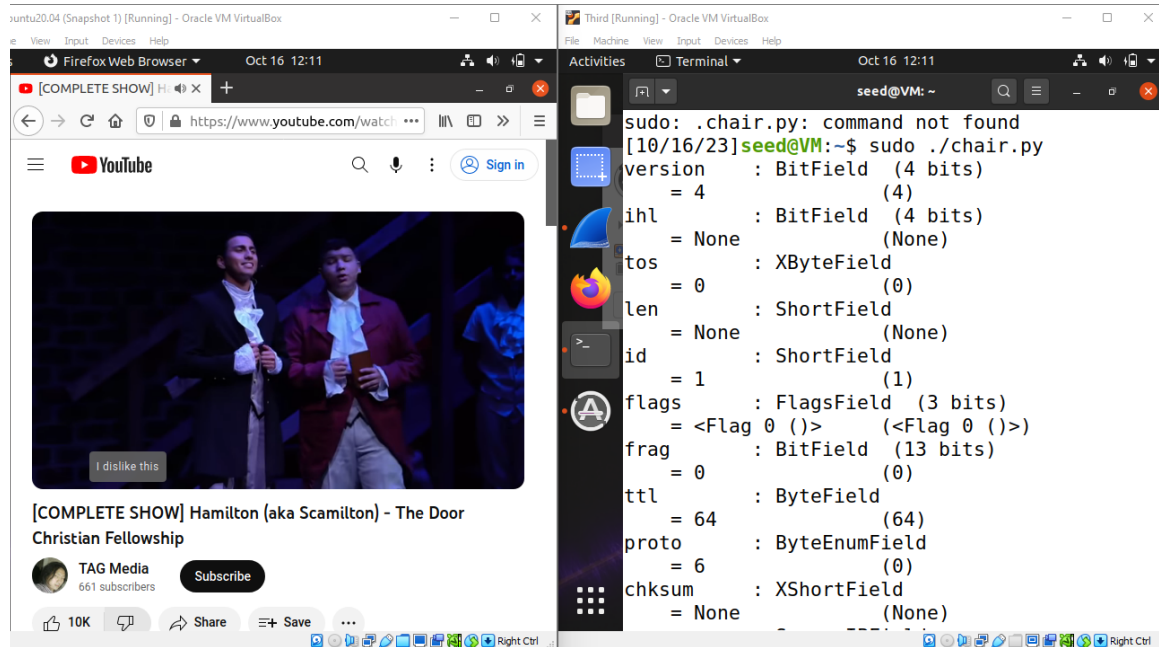 ountu20.04 (Snapshot 1) [Running] - Oracle VM VirtualBox
View Input Devices Help
Firefox Web Browser Oct 16 12:11
[COMPLETE SHOW] H
https://www.youtube.com/watch
YouTube
Sign in
I dislike this
[COMPLETE SHOW] Hamilton (aka Scamilton) - The Door
Christian Fellowship
TAG Media
661 subscribers
Subscribe
10K Share Save
Right Ctrl
Third [Running] - Oracle VM VirtualBox
File Machine View Input Devices Help
Activities Terminal Oct 16 12:11
seed@VM: ~
sudo: .chair.py: command not found
[10/16/23]seed@VM:~$ sudo ./chair.py
version : BitField (4 bits)
= 4 (4)
ihl : BitField (4 bits)
= None (None)
tos : XByteField
= 0 (0)
len : ShortField
= None (None)
id : ShortField
= 1 (1)
flags : FlagsField (3 bits)
= <Flag 0 ()> (<Flag 0 ()>)
frag : BitField (13 bits)
= 0 (0)
ttl : ByteField
= 64 (64)
proto : ByteEnumField
= 6 (0)
chksum : XShortField
= None (None)
Right Ctrl